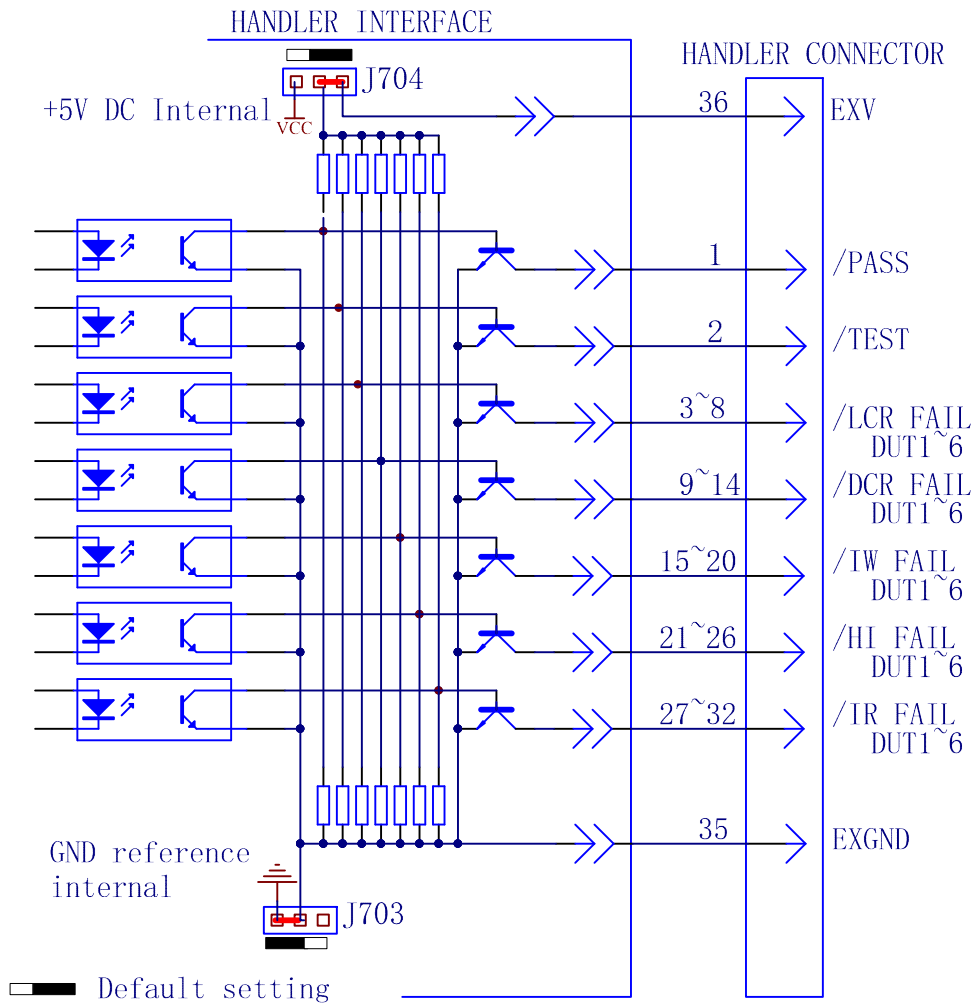 HANDLER INTERFACE
HANDLER CONNECTOR
J704
+5V DC Internal
VCC
36
EXV
1
/PASS
2
/TEST
3~8
/LCR FAIL
DUT1~6
9~14
/DCR FAIL
DUT1~6
15~20
/IW FAIL
DUT1~6
21~26
/HI FAIL
DUT1~6
27~32
/IR FAIL
DUT1~6
35
EXGND
GND reference
internal
J703
Default setting